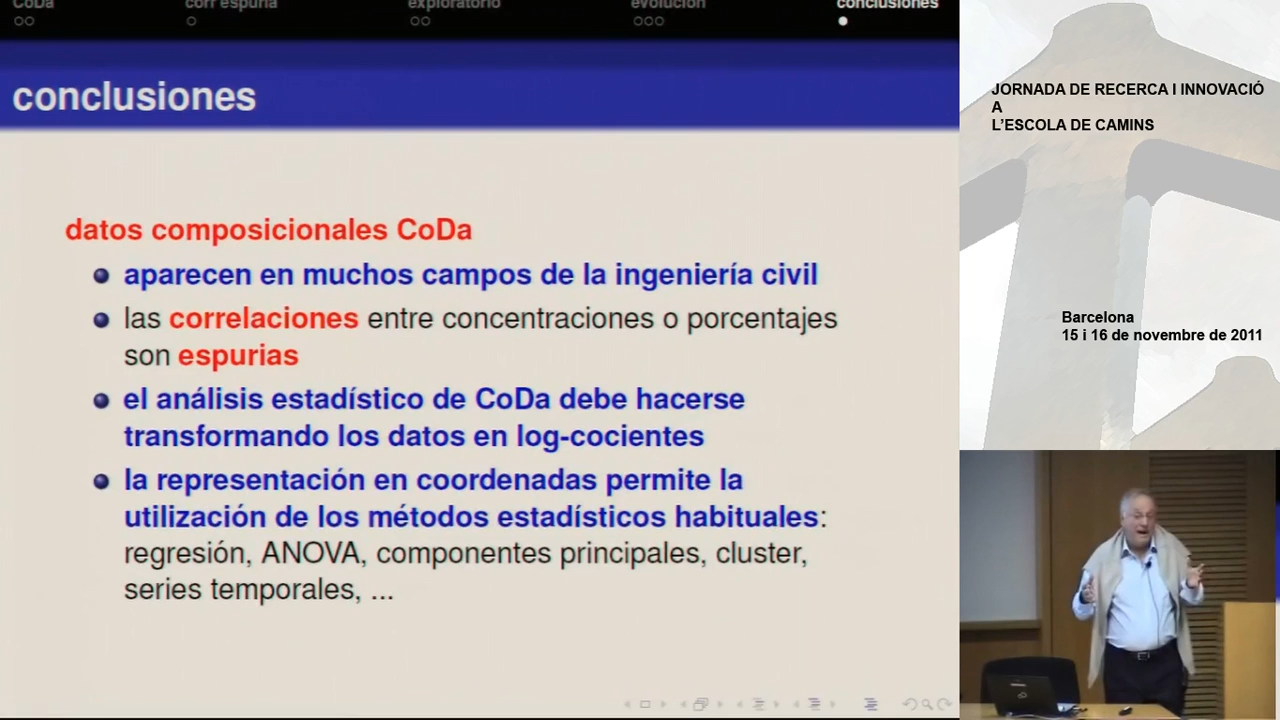 CoDa
corr espuria
exploratorio
evolución
conclusiones
conclusiones
datos composicionales CoDa
aparecen en muchos campos de la ingeniería civil
las correlaciones entre concentraciones o porcentajes
son espurias
el análisis estadístico de CoDa debe hacerse
transformando los datos en log-cocientes
la representación en coordenadas permite la
utilización de los métodos estadísticos habituales:
regresión, ANOVA, componentes principales, cluster,
series temporales, ...
JORNADA DE RECERCA I INNOVACIÓ
A
L'ESCOLA DE CAMINS
Barcelona
15 i 16 de novembre de 2011